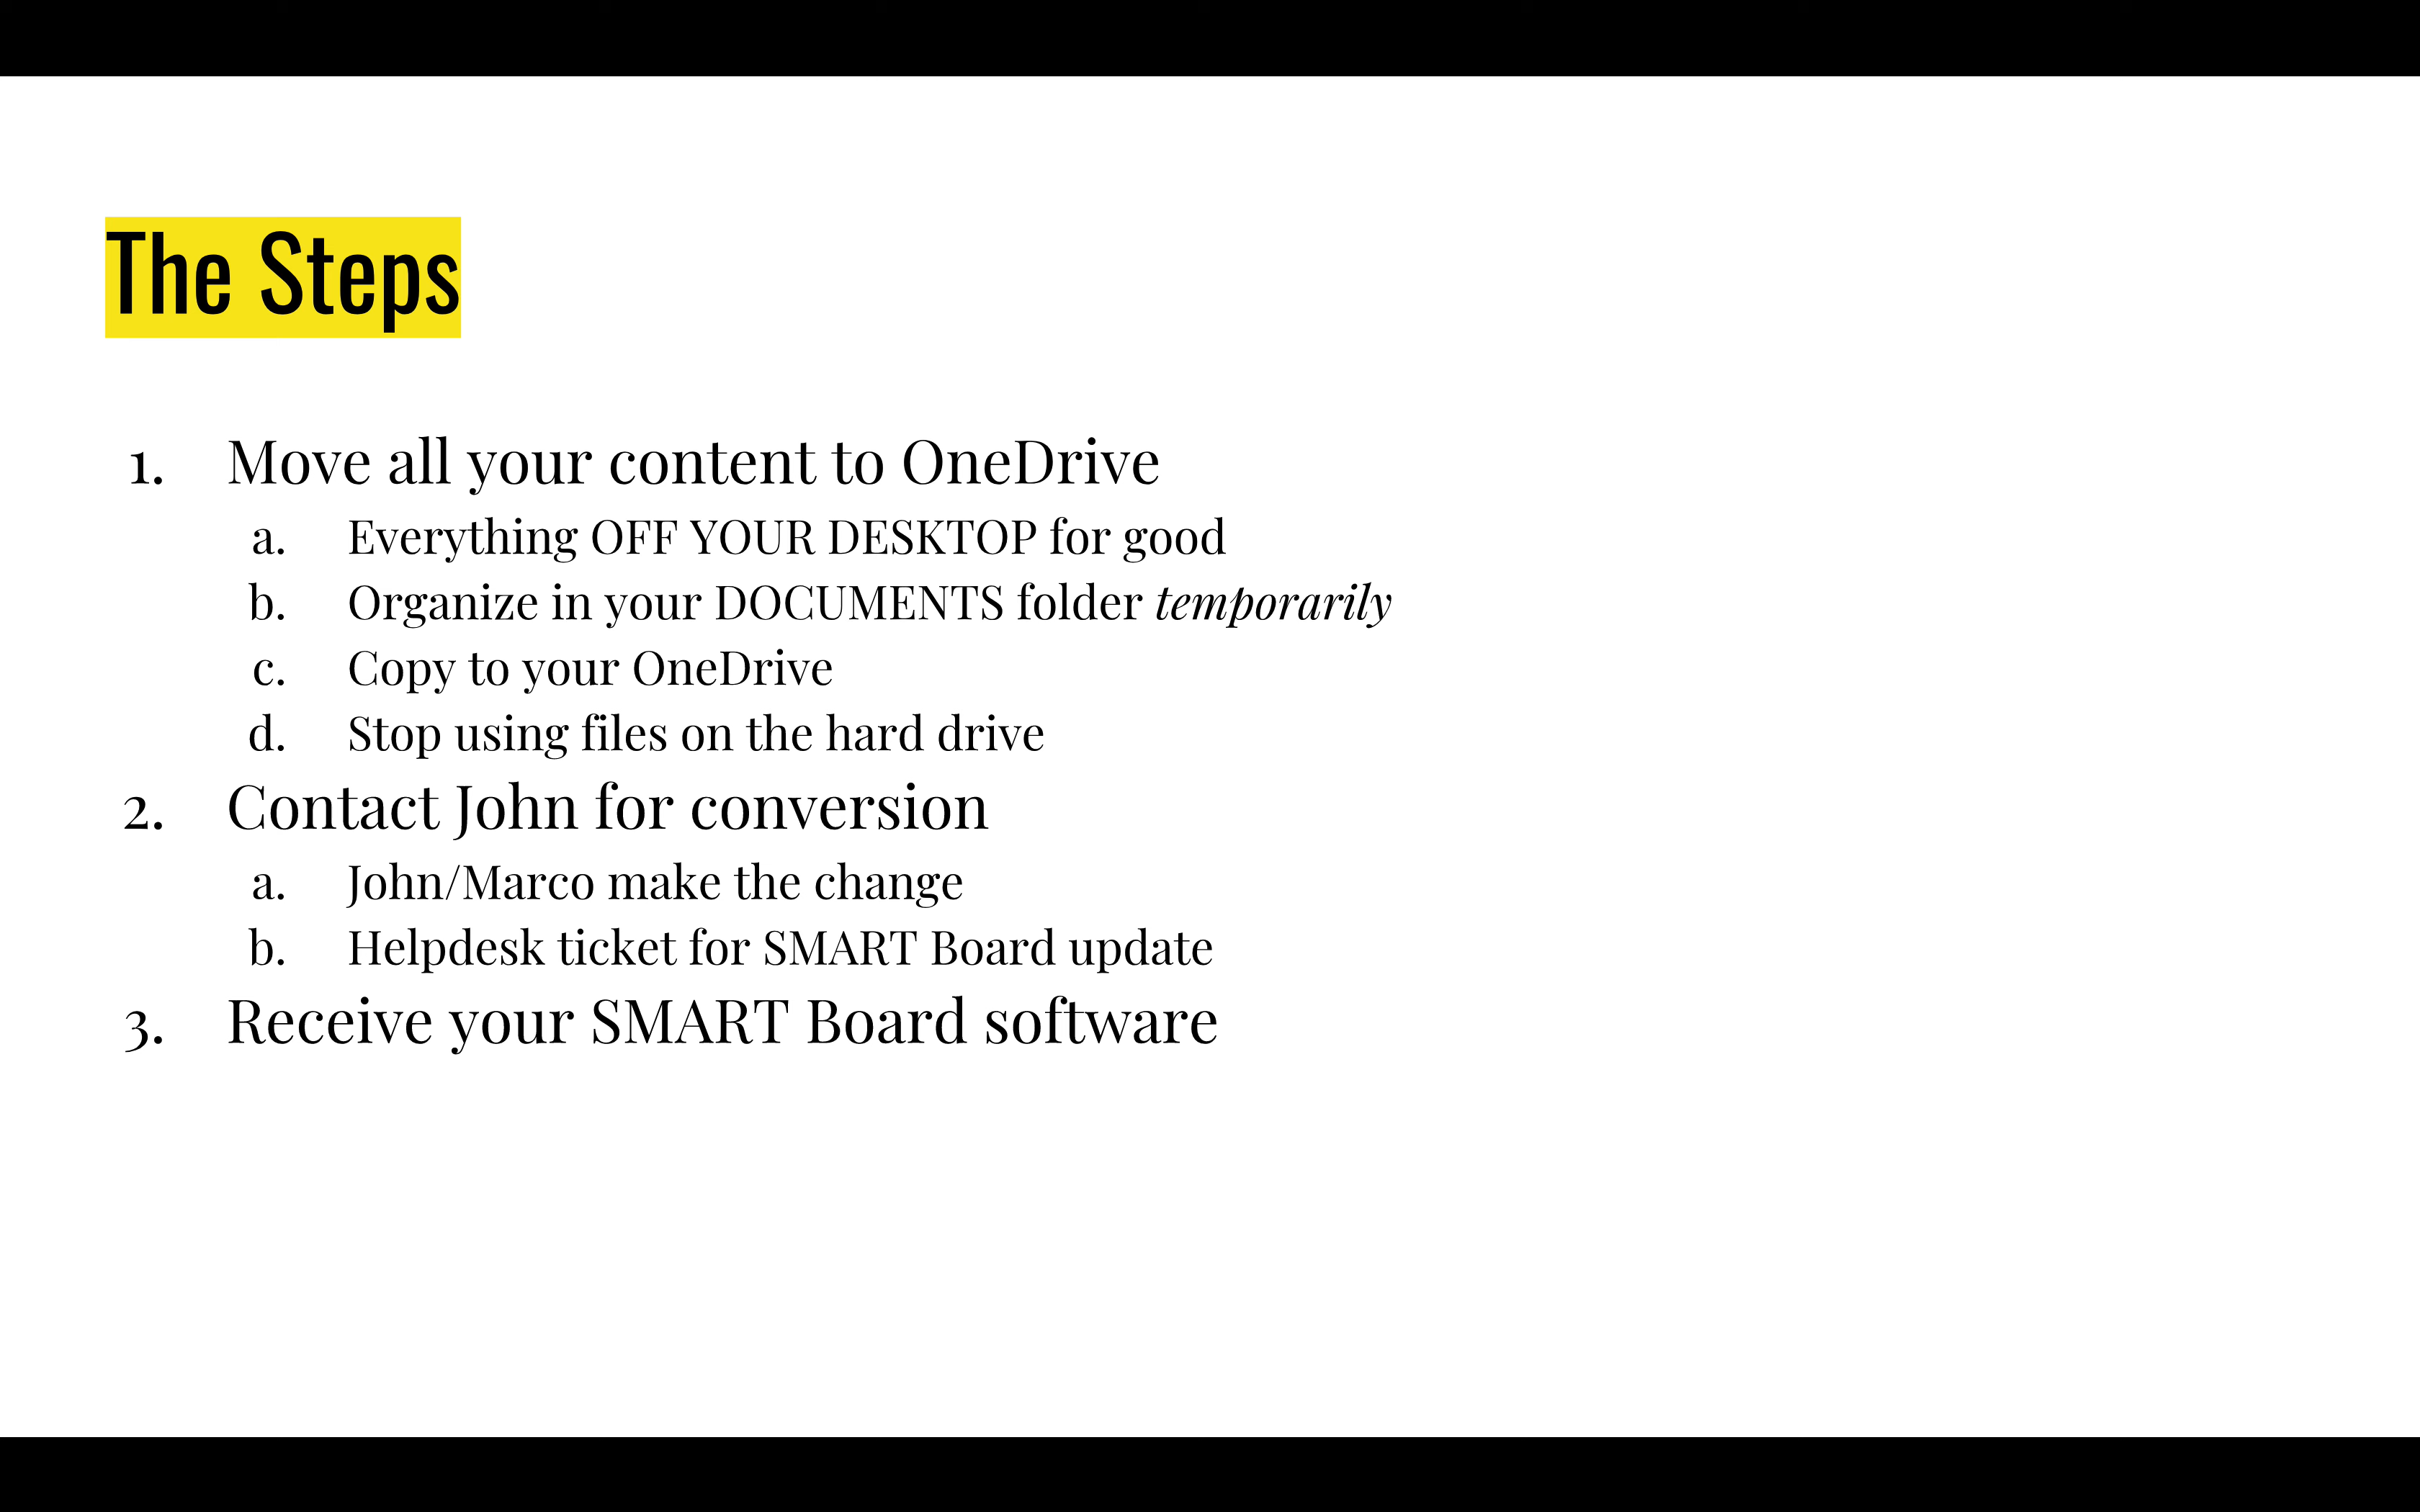 The Steps
1. Move all your content to OneDrive
a. Everything OFF YOUR DESKTOP for good
b. Organize in your DOCUMENTS folder temporarily
c. Copy to your OneDrive
d. Stop using files on the hard drive
2. Contact John for conversion
a. John/Marco make the change
b. Helpdesk ticket for SMART Board update
3. Receive your SMART Board software